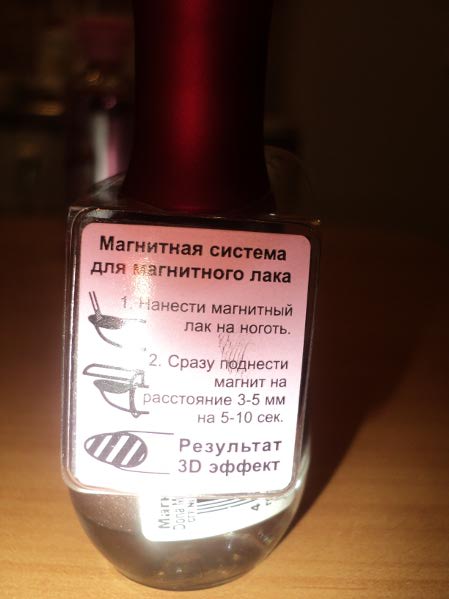 Магнитная система
для магнитного лака
1. Нанести магнитный
лак на ноготь.
2. Сразу поднести
магнит на
расстояние 3-5 мм
на 5-10 сек.
Результат
3D эффект